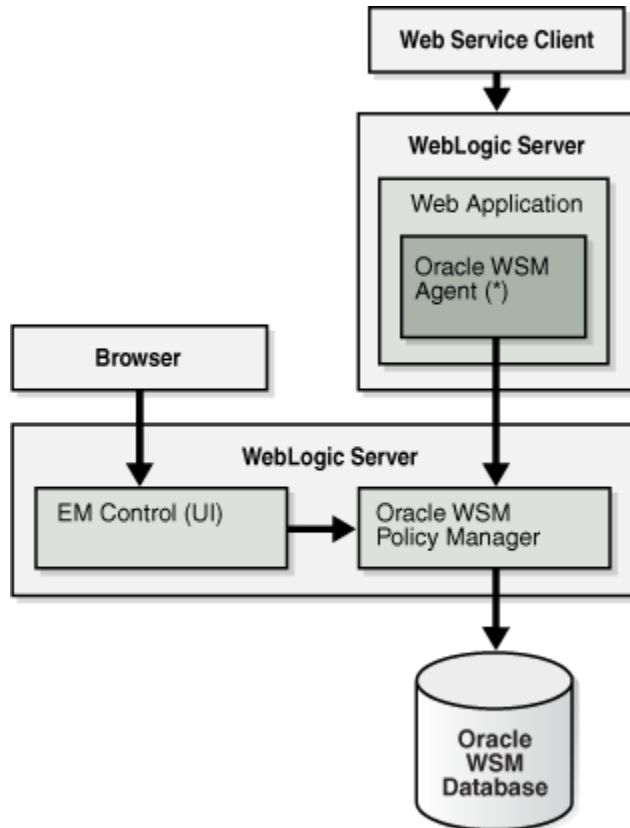 Web Service Client
WebLogic Server
Web Application
Oracle WSM
Agent (*)
Browser
WebLogic Server
EM Control (UI)
Oracle WSM
Policy Manager
Oracle
WSM
Database